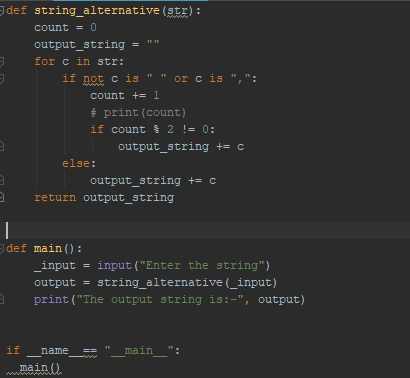 def string_alternative(str):
    count = 0
    output_string = ""
    for c in str:
        if not c is " " or c is ",":
            count += 1
            # print(count)
            if count % 2 != 0:
                output_string += c
        else:
            output_string += c
    return output_string
def main():
    _input = input("Enter the string")
    output = string_alternative(_input)
    print("The output string is:-", output)
if __name__== "__main__":
  main()